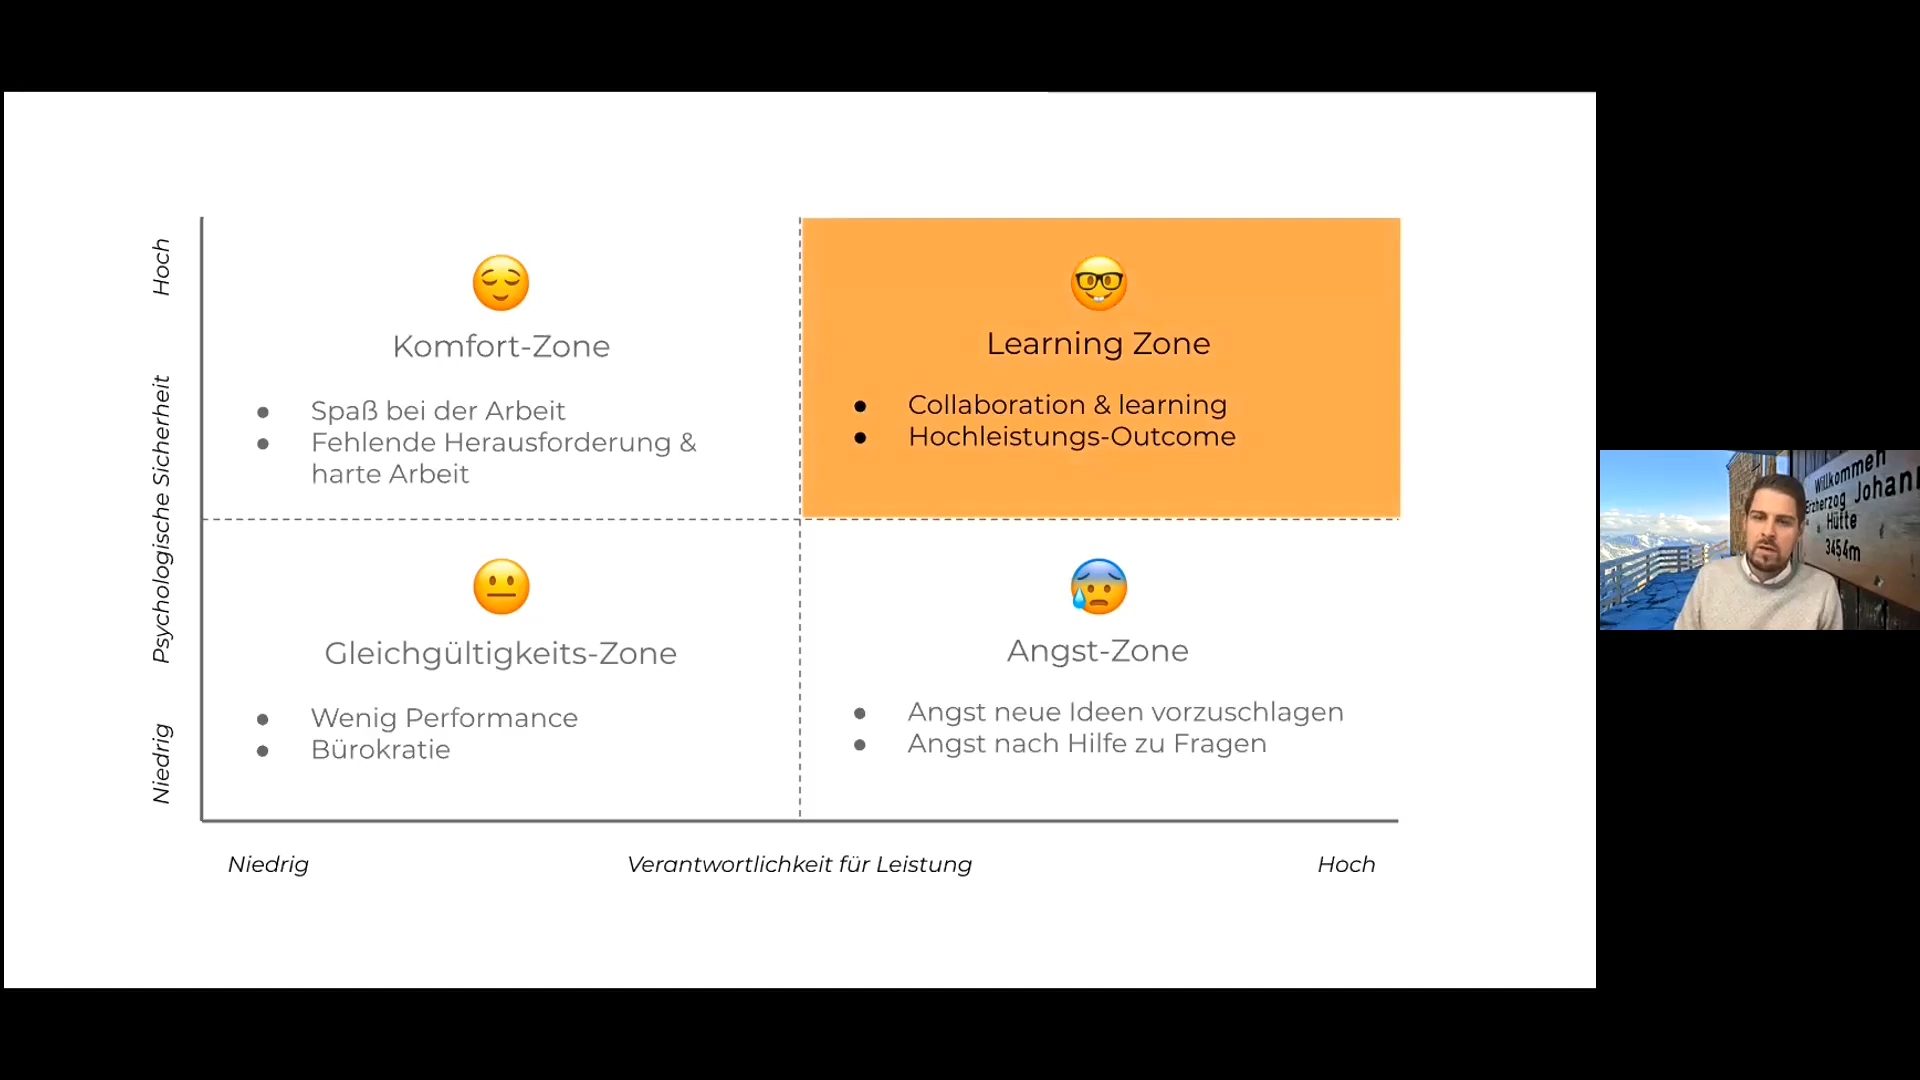 Hoch
Psychologische Sicherheit
Niedrig
Komfort-Zone
● Spaß bei der Arbeit
● Fehlende Herausforderung &
harte Arbeit
Learning Zone
● Collaboration & learning
● Hochleistungs-Outcome
Gleichgültigkeits-Zone
● Wenig Performance
● Bürokratie
Angst-Zone
● Angst neue Ideen vorzuschlagen
● Angst nach Hilfe zu Fragen
Niedrig
Verantwortlichkeit für Leistung
Hoch
Willkommen
Erzherzog Johann
Hütte
3454m